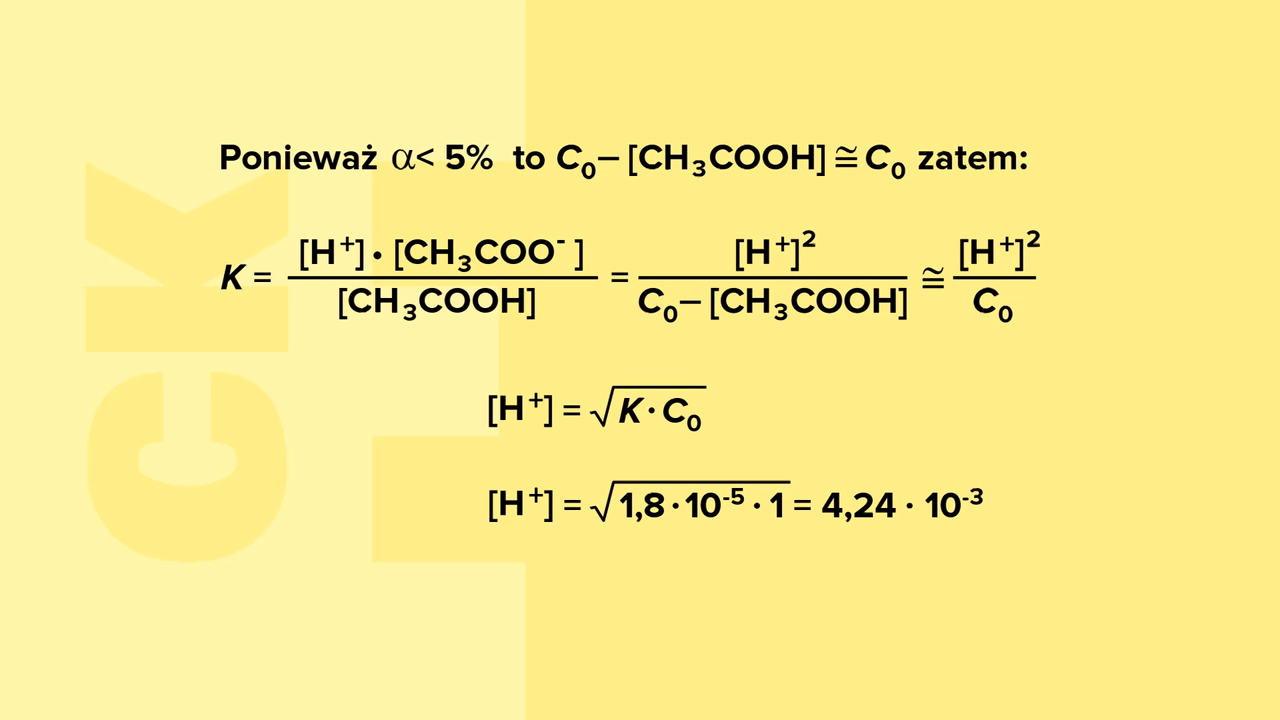 Ponieważ α< 5% to C₀– [CH₃COOH] ≅ C₀ zatem:
K = [H⁺] · [CH₃COO⁻ ] / [CH₃COOH] = [H⁺]² / C₀– [CH₃COOH] ≅ [H⁺]² / C₀
[H⁺] = √K · C₀
[H⁺] = √1,8 · 10⁻⁵ · 1 = 4,24 · 10⁻³